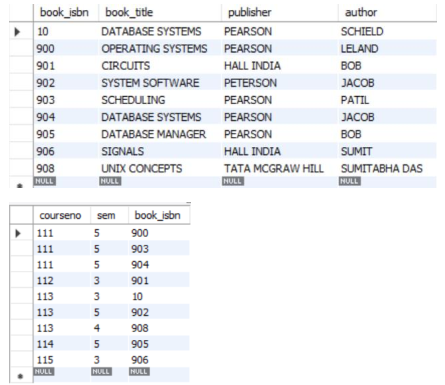 book_isbn book_title publisher author
10 DATABASE SYSTEMS PEARSON SCHIELD
900 OPERATING SYSTEMS PEARSON LELAND
901 CIRCUITS HALL INDIA BOB
902 SYSTEM SOFTWARE PETERSON JACOB
903 SCHEDULING PEARSON PATIL
904 DATABASE SYSTEMS PEARSON JACOB
905 DATABASE MANAGER PEARSON BOB
906 SIGNALS HALL INDIA SUMIT
908 UNIX CONCEPTS TATA MCGRAW HILL SUMITABHA DAS
NULL NULL NULL NULL
courseno sem book_isbn
111 5 900
111 5 903
111 5 904
112 3 901
113 3 10
113 5 902
113 4 908
114 5 905
115 3 906
NULL NULL NULL